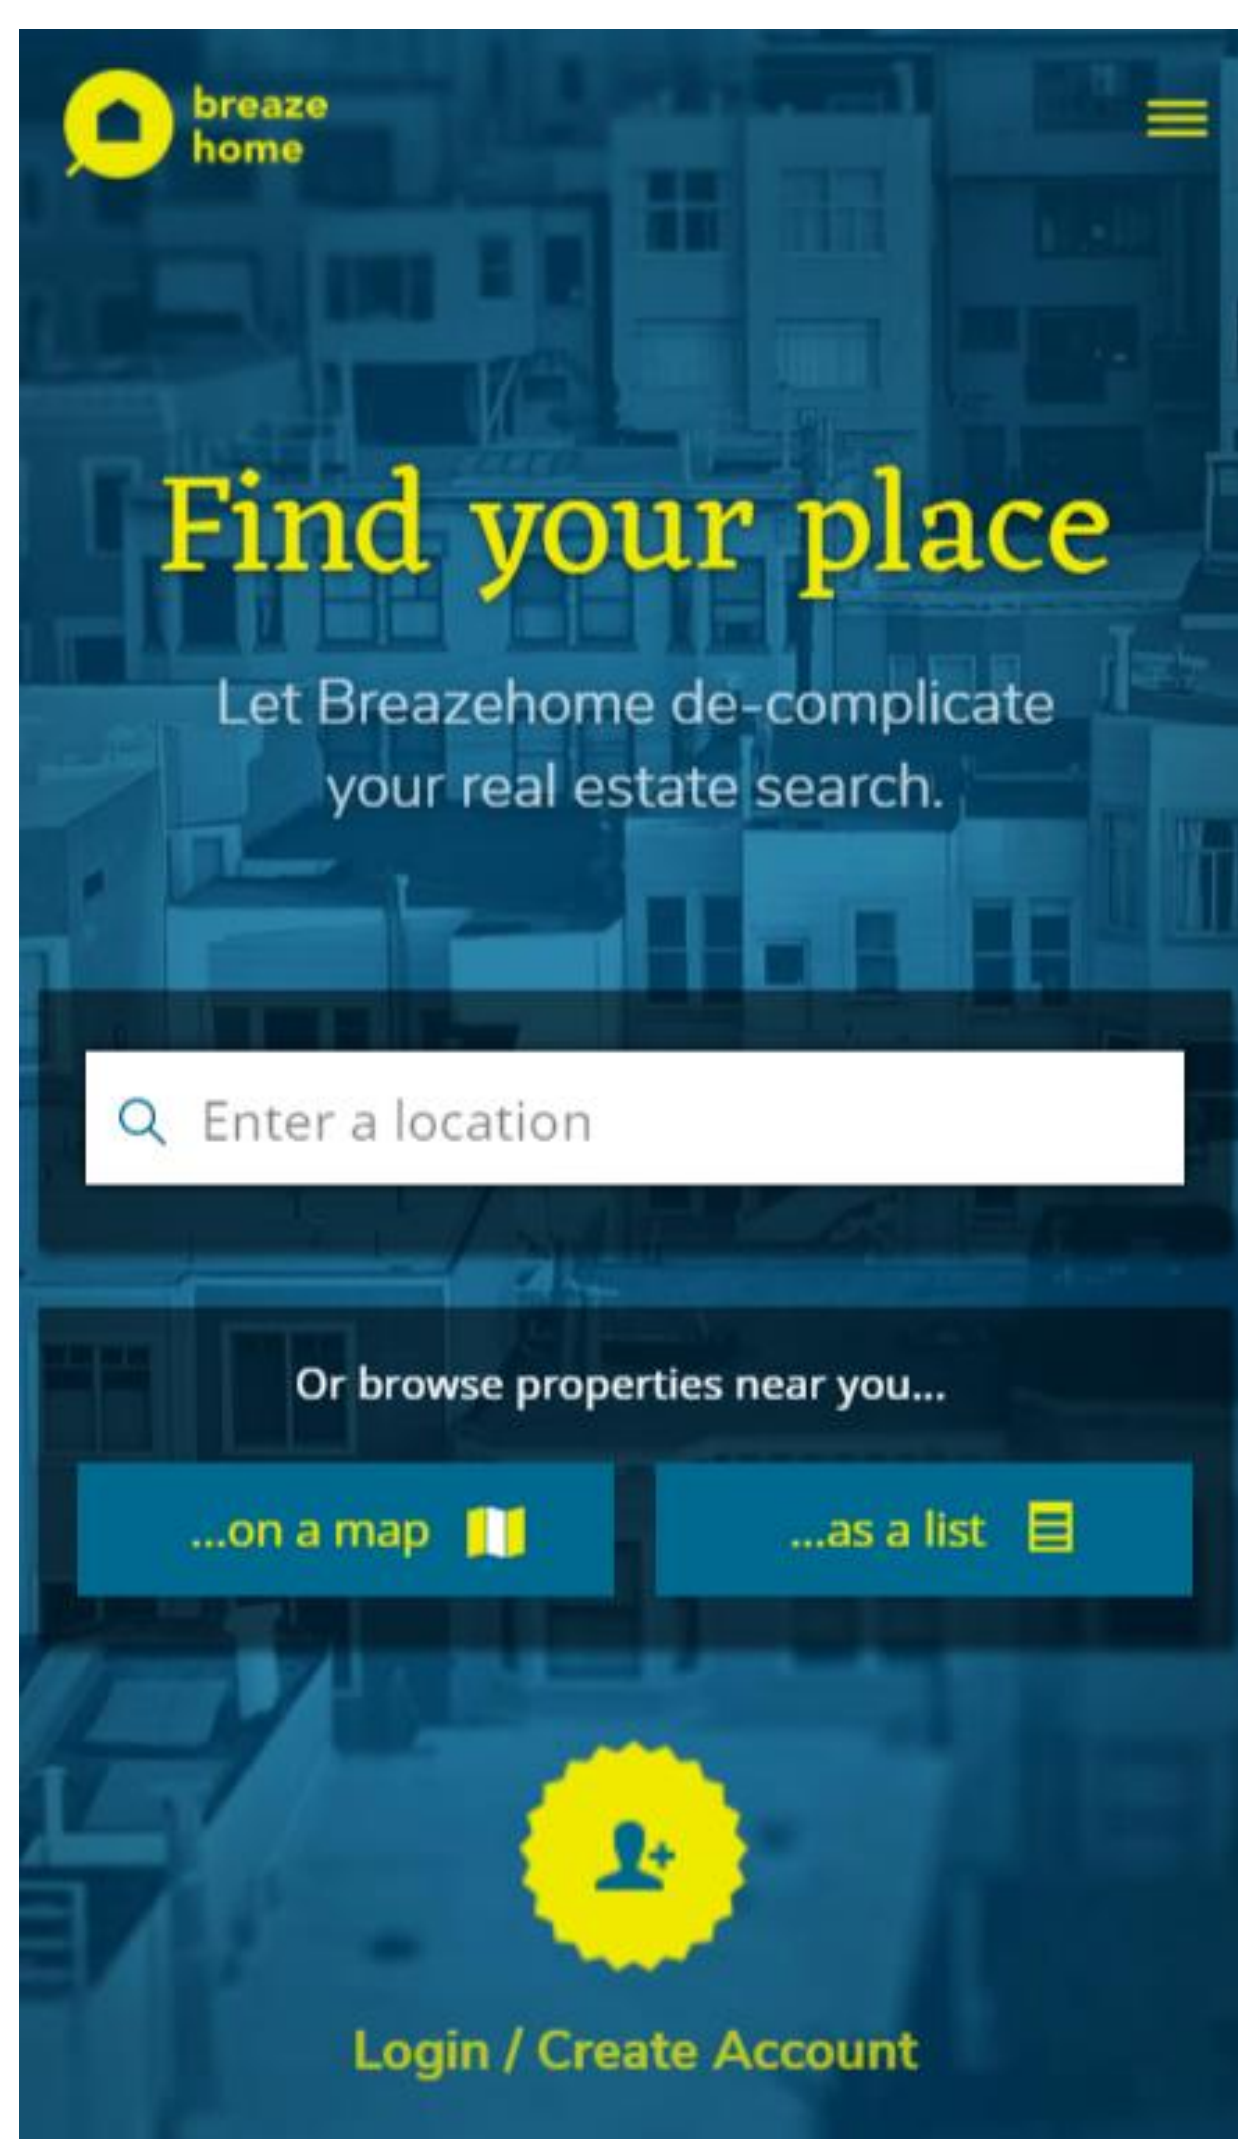 breaze
home
Find your place
Let Breazehome de-complicate
your real estate search.
Enter a location
Or browse properties near you...
...on a map
...as a list
Login / Create Account